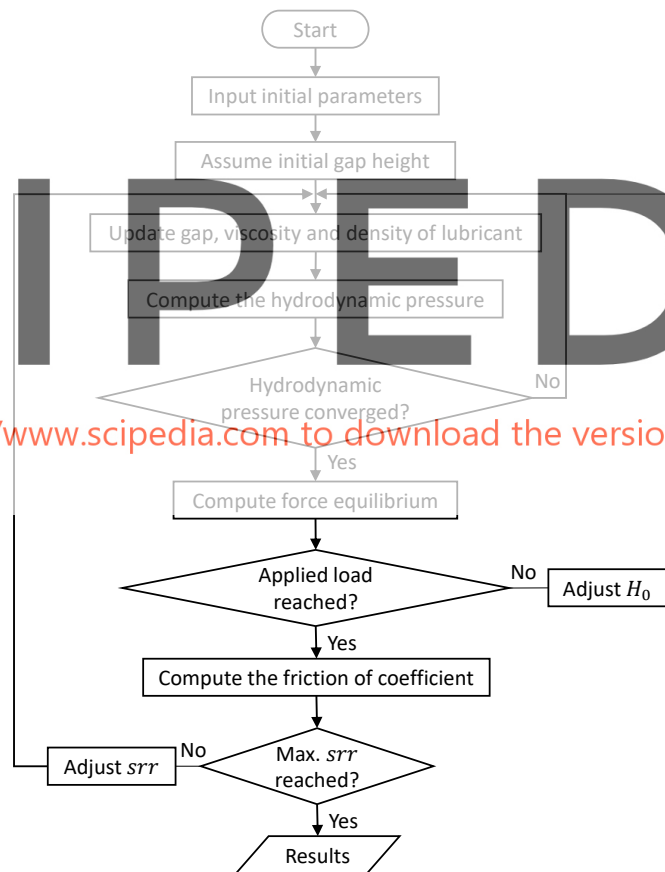 Start
Input initial parameters
Assume initial gap height
IPED
Update gap, viscosity and density of lubricant
Compute the hydrodynamic pressure
Hydrodynamic
pressure converged?
No
/www.scipedia.com to download the versio
Yes
Compute force equilibrium
Applied load
reached?
No
Adjust H₀
Yes
Compute the friction of coefficient
Adjust srr
No
Max. srr
reached?
Yes
Results